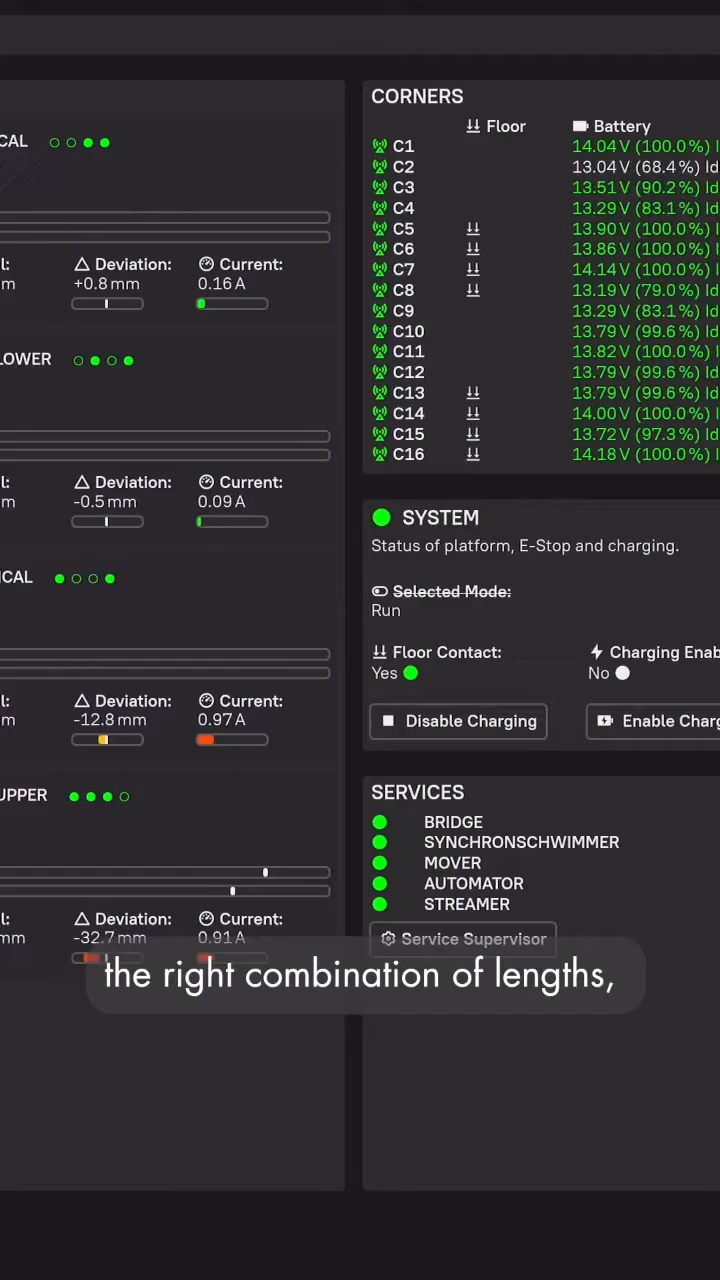 CAL
Deviation: Current:
+0.8 mm 0.16 A
LOWER
Deviation: Current:
-0.5 mm 0.09 A
ICAL
Deviation: Current:
-12.8 mm 0.97 A
UPPER
Deviation: Current:
-32.7 mm 0.91 A
CORNERS
Floor Battery
C1 14.04 V (100.0 %)
C2 13.04 V (68.4 %)
C3 13.51 V (90.2 %)
C4 13.29 V (83.1 %)
C5 13.90 V (100.0 %)
C6 13.86 V (100.0 %)
C7 14.14 V (100.0 %)
C8 13.19 V (79.0 %)
C9 13.29 V (83.1 %)
C10 13.79 V (99.6 %)
C11 13.82 V (100.0 %)
C12 13.79 V (99.6 %)
C13 13.79 V (99.6 %)
C14 14.00 V (100.0 %)
C15 13.72 V (97.3 %)
C16 14.18 V (100.0 %)
SYSTEM
Status of platform, E-Stop and charging.
Selected Mode:
Run
Floor Contact: Charging Enab
Yes No
Disable Charging Enable Charg
SERVICES
BRIDGE
SYNCHRONSCHWIMMER
MOVER
AUTOMATOR
STREAMER
Service Supervisor
the right combination of lengths,